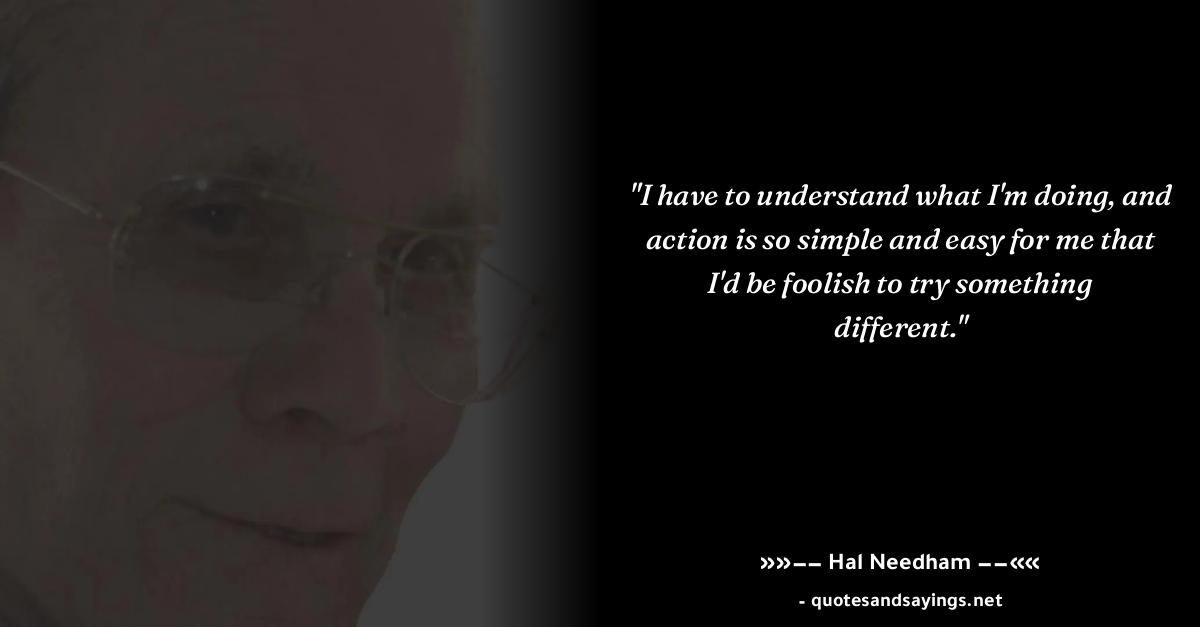 "I have to understand what I'm doing, and
action is so simple and easy for me that
I'd be foolish to try something
different."
»»-- Hal Needham --««
- quotesandsayings.net